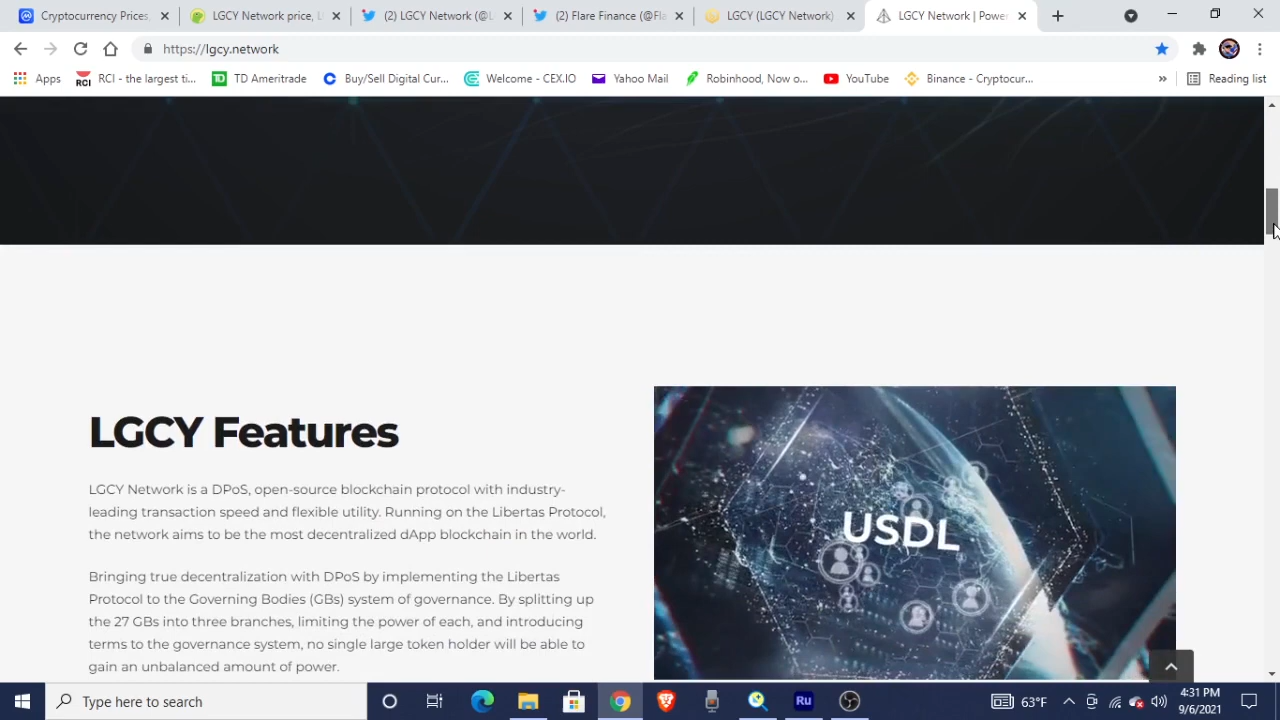 Cryptocurrency Prices,
LGCY Network price, L
(2) LGCY Network (@L
(2) Flare Finance (@Fla
LGCY (LGCY Network)
LGCY Network | Power
https://lgcy.network
Apps
RCI
RCI - the largest ti...
TD
TD Ameritrade
Buy/Sell Digital Cur...
Welcome - CEX.IO
Yahoo Mail
Robinhood, Now o...
YouTube
Binance - Cryptocur...
»
Reading list
LGCY Features
LGCY Network is a DPoS, open-source blockchain protocol with industry-
leading transaction speed and flexible utility. Running on the Libertas Protocol,
the network aims to be the most decentralized dApp blockchain in the world.
Bringing true decentralization with DPoS by implementing the Libertas
Protocol to the Governing Bodies (GBs) system of governance. By splitting up
the 27 GBs into three branches, limiting the power of each, and introducing
terms to the governance system, no single large token holder will be able to
gain an unbalanced amount of power.
USDL
Type here to search
Ru
63°F
4:31 PM
9/6/2021